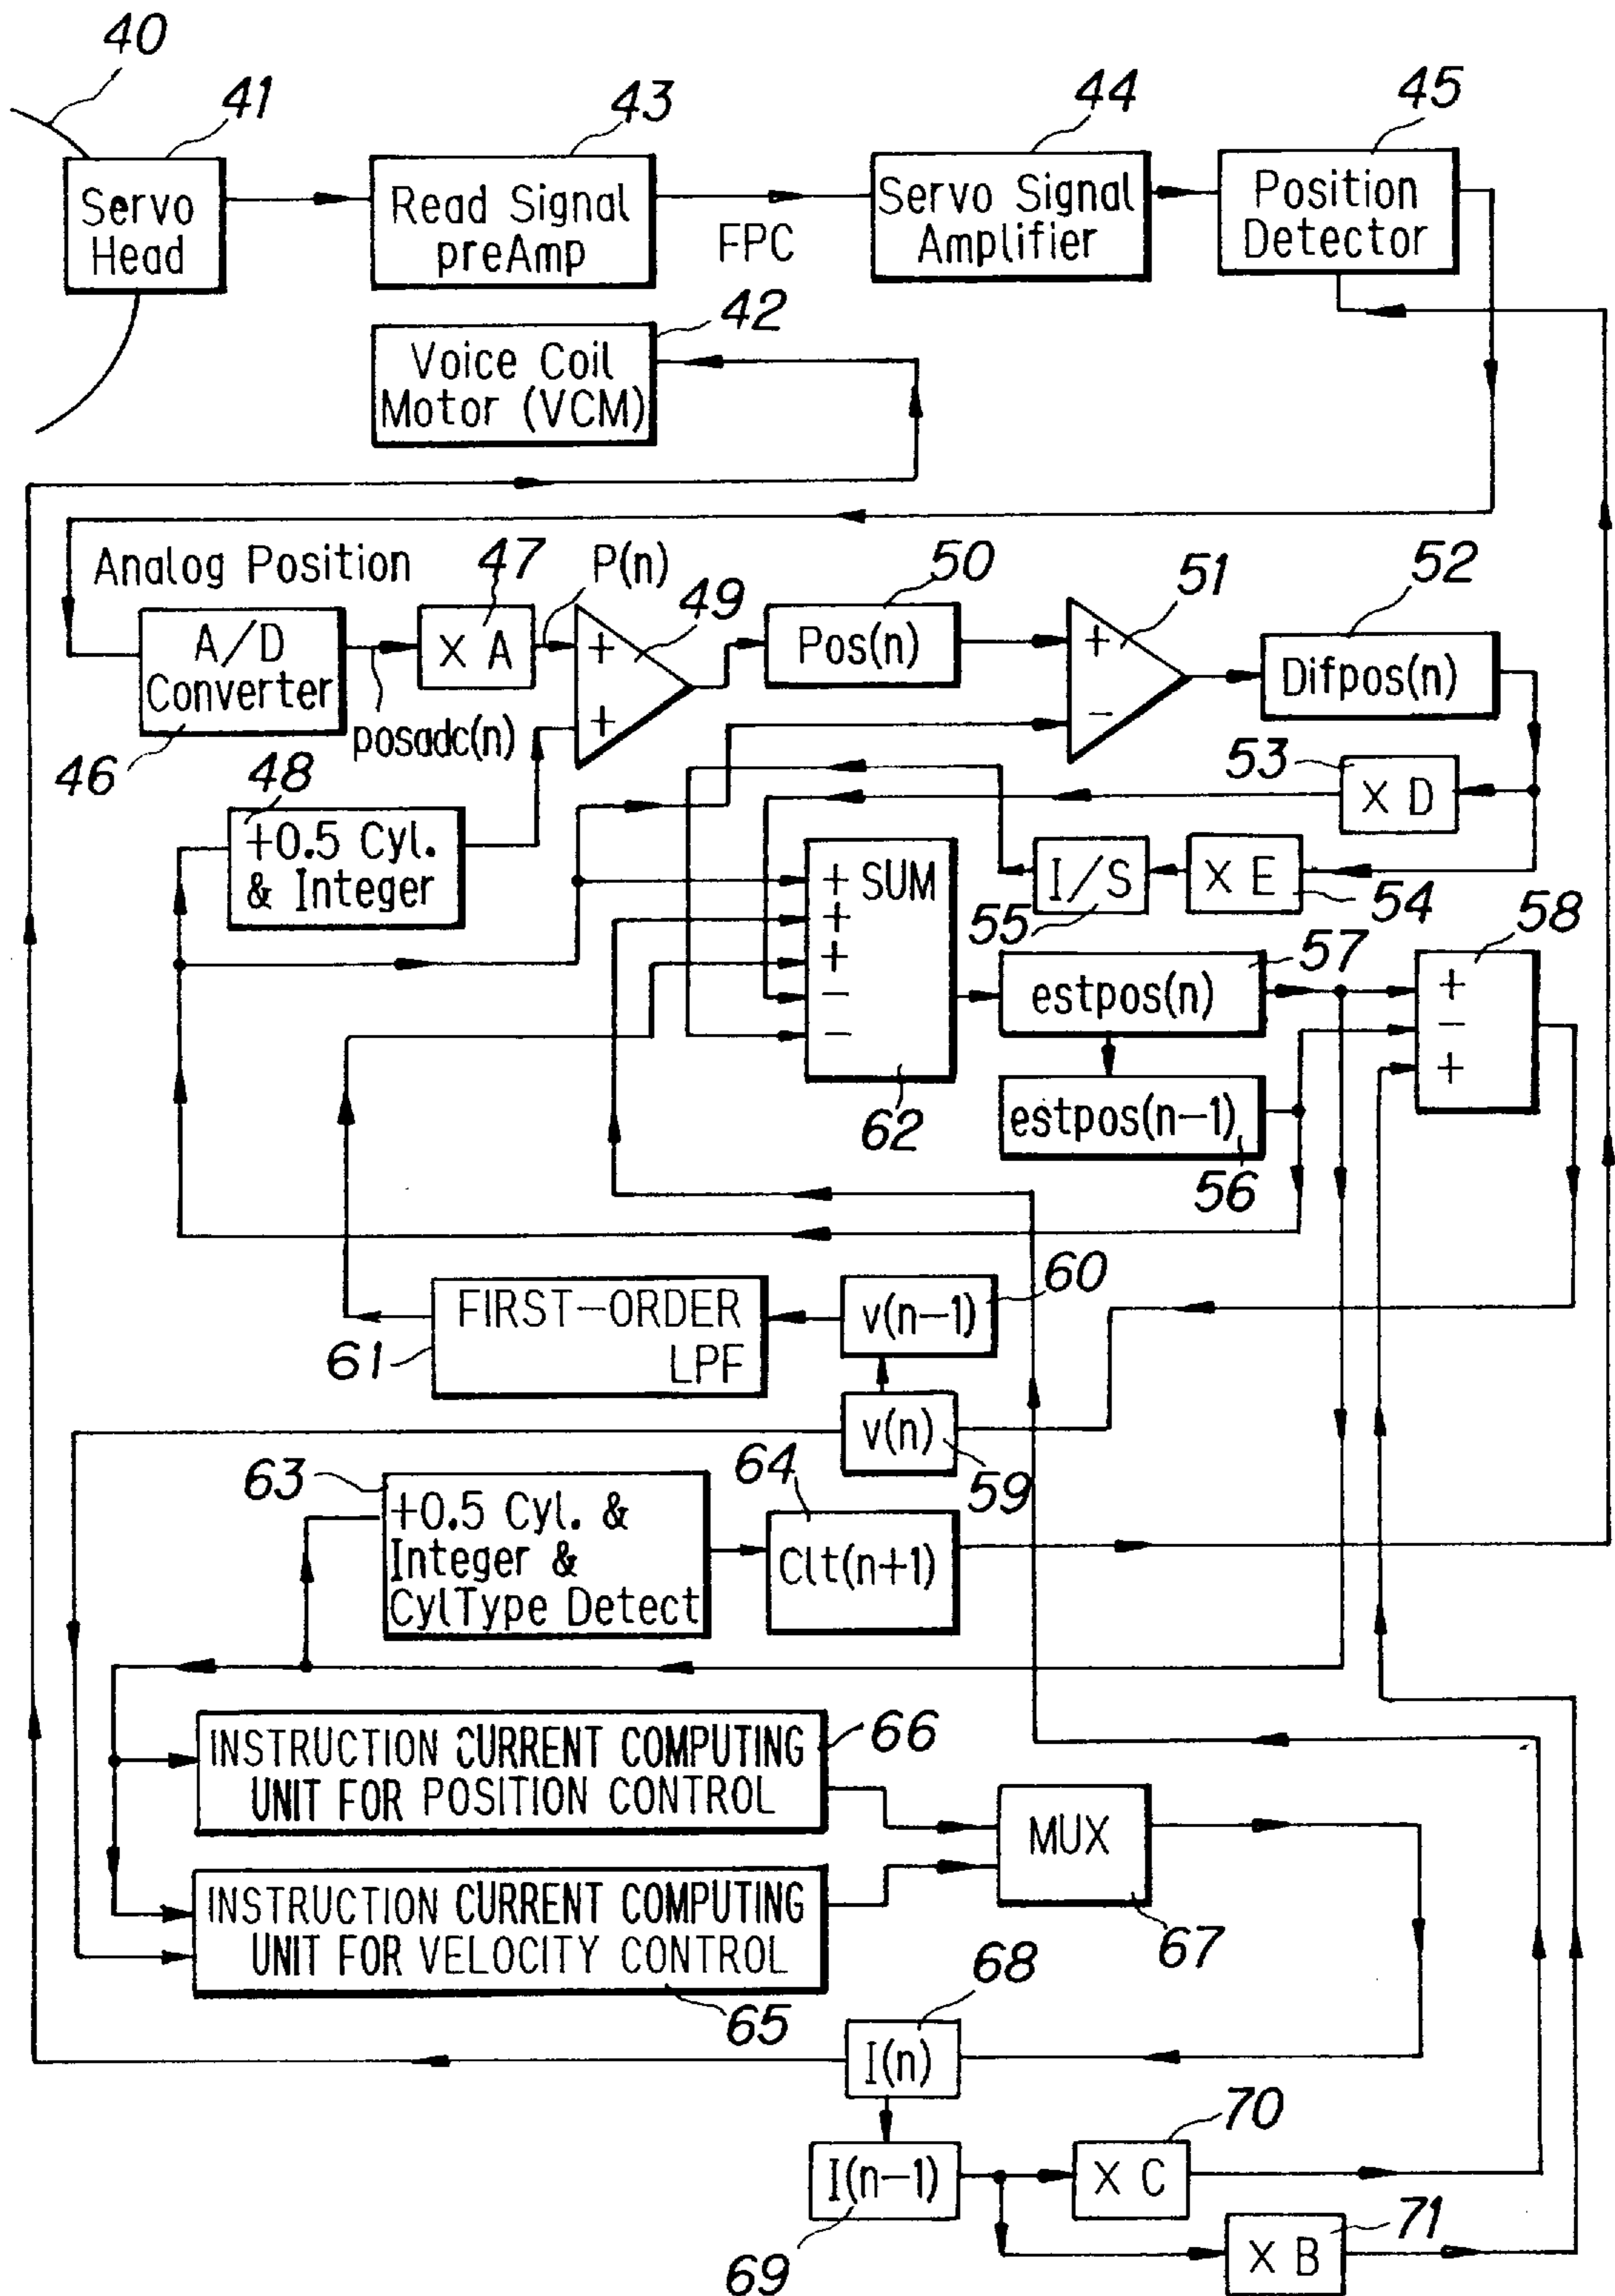 40
41
43
44
45
Servo
Head
Read Signal
preAmp
FPC
Servo Signal
Amplifier
Position
Detector
42
Voice Coil
Motor (VCM)
Analog Position
47
P(n)
49
50
51
52
A/D
Converter
X A
+
+
Pos(n)
+
-
Difpos(n)
posadc(n)
46
48
+0.5 Cyl.
& Integer
53
X D
+ SUM
+
+
-
-
62
I/S
55
X E
54
57
58
estpos(n)
+
-
+
estpos(n-1)
56
60
FIRST-ORDER
LPF
61
v(n-1)
v(n)
59
63
+0.5 Cyl. &
Integer &
CylType Detect
64
Clt(n+1)
INSTRUCTION CURRENT COMPUTING
UNIT FOR POSITION CONTROL
66
MUX
67
INSTRUCTION CURRENT COMPUTING
UNIT FOR VELOCITY CONTROL
65
68
I(n)
70
I(n-1)
X C
69
71
X B